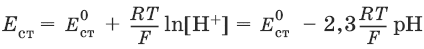 E_ст = E⁰_ст + RT/F ln[H⁺] = E⁰_ст − 2,3 RT/F pH